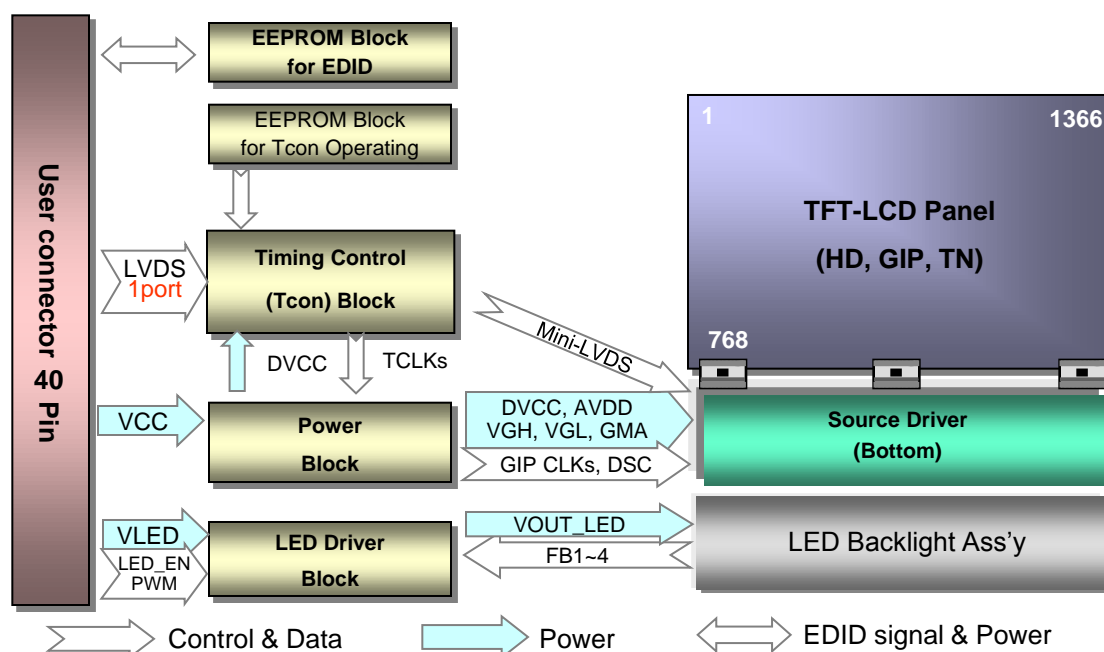 User connector 40 Pin
EEPROM Block
for EDID
EEPROM Block
for Tcon Operating
LVDS
1port
Timing Control
(Tcon) Block
DVCC
TCLKs
Mini-LVDS
VCC
Power
Block
DVCC, AVDD
VGH, VGL, GMA
GIP CLKs, DSC
VLED
LED_EN
PWM
LED Driver
Block
VOUT_LED
FB1~4
1
1366
TFT-LCD Panel
(HD, GIP, TN)
768
Source Driver
(Bottom)
LED Backlight Ass’y
Control & Data
Power
EDID signal & Power